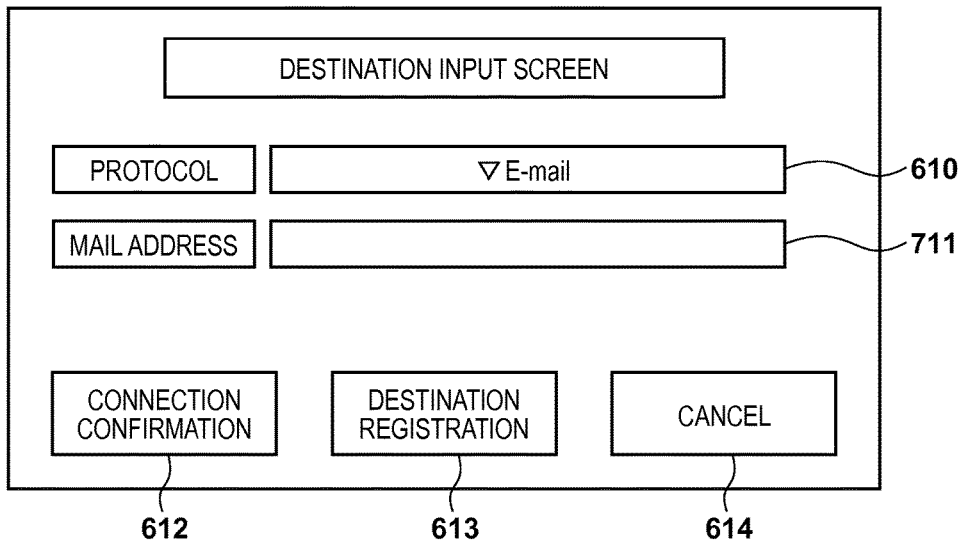 DESTINATION INPUT SCREEN
PROTOCOL ▽ E-mail 610
MAIL ADDRESS 711
CONNECTION CONFIRMATION
DESTINATION REGISTRATION
CANCEL
612 613 614